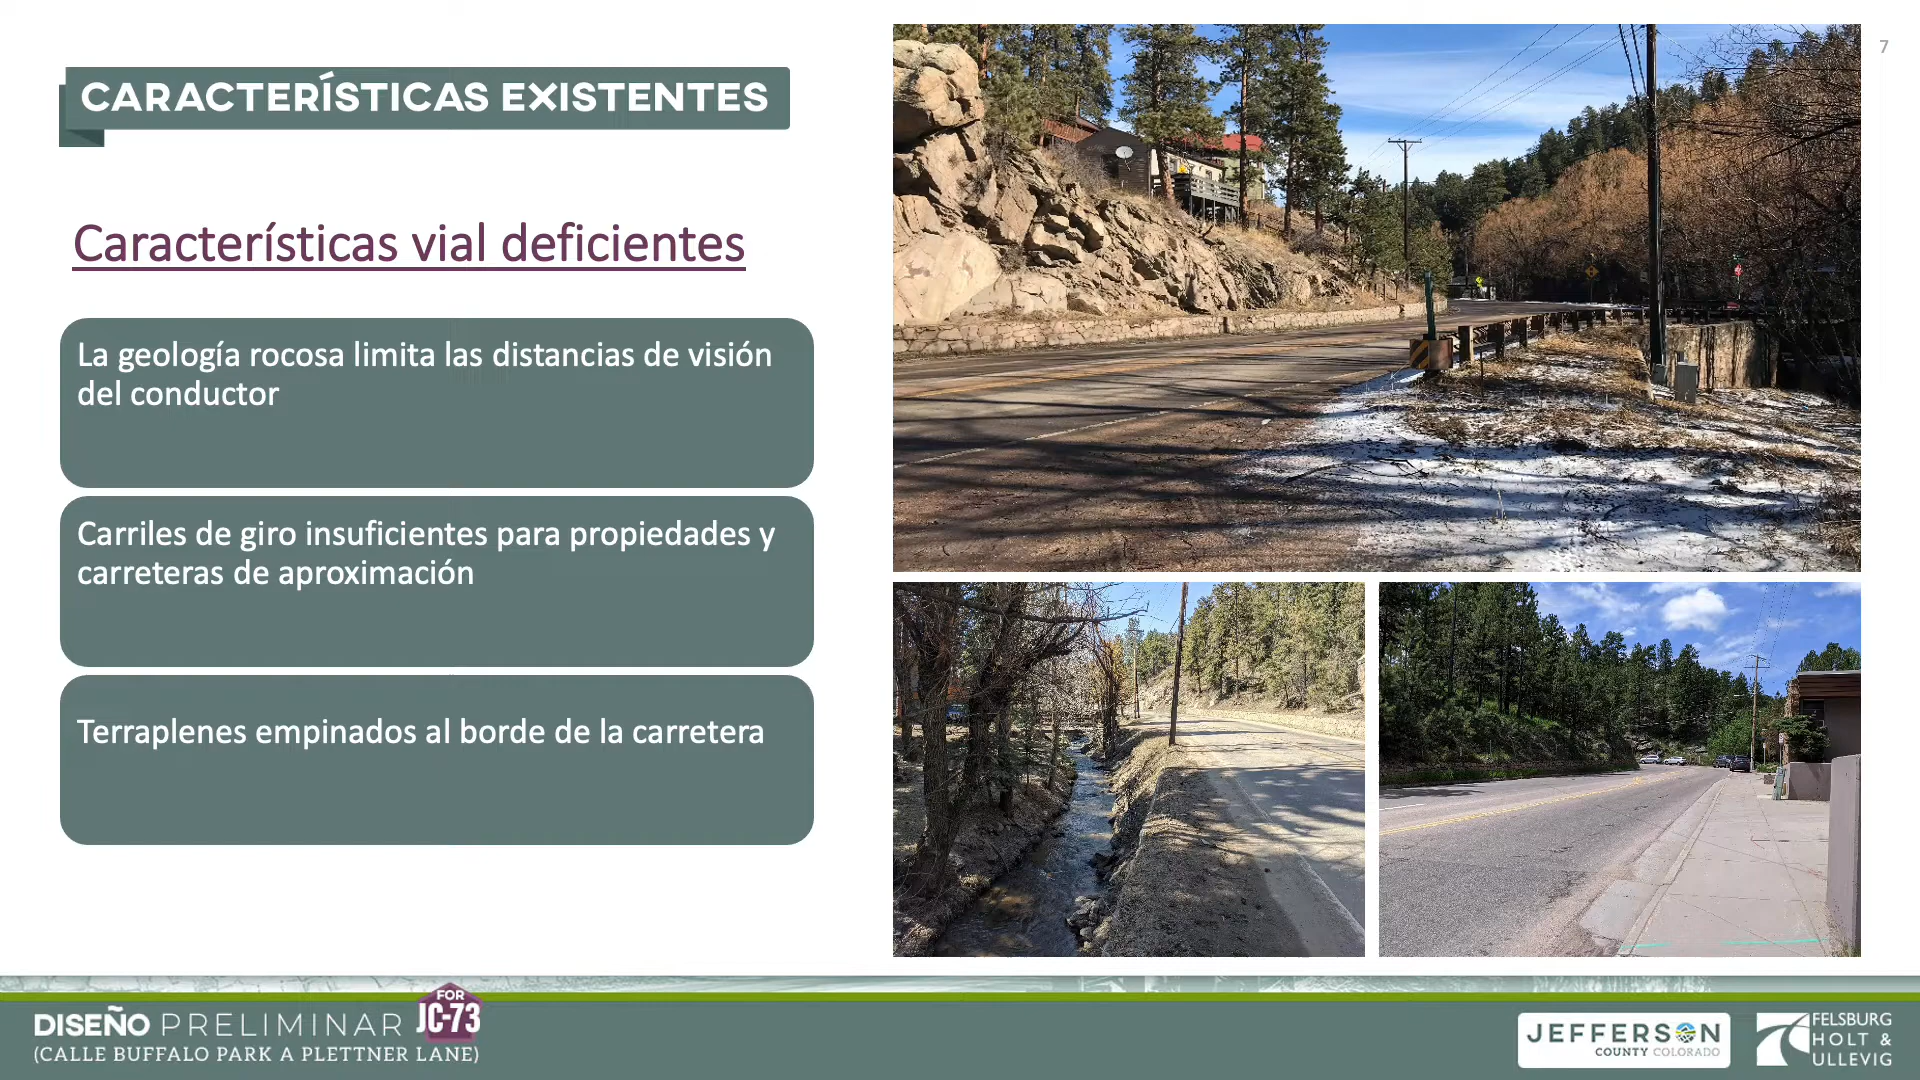 7
CARACTERÍSTICAS EXISTENTES
Características vial deficientes
La geología rocosa limita las distancias de visión
del conductor
Carriles de giro insuficientes para propiedades y
carreteras de aproximación
Terraplenes empinados al borde de la carretera
DISEÑO PRELIMINAR FOR JC-73
(CALLE BUFFALO PARK A PLETTNER LANE)
JEFFERSON
COUNTY COLORADO
FELSBURG
HOLT &
ULLEVIG